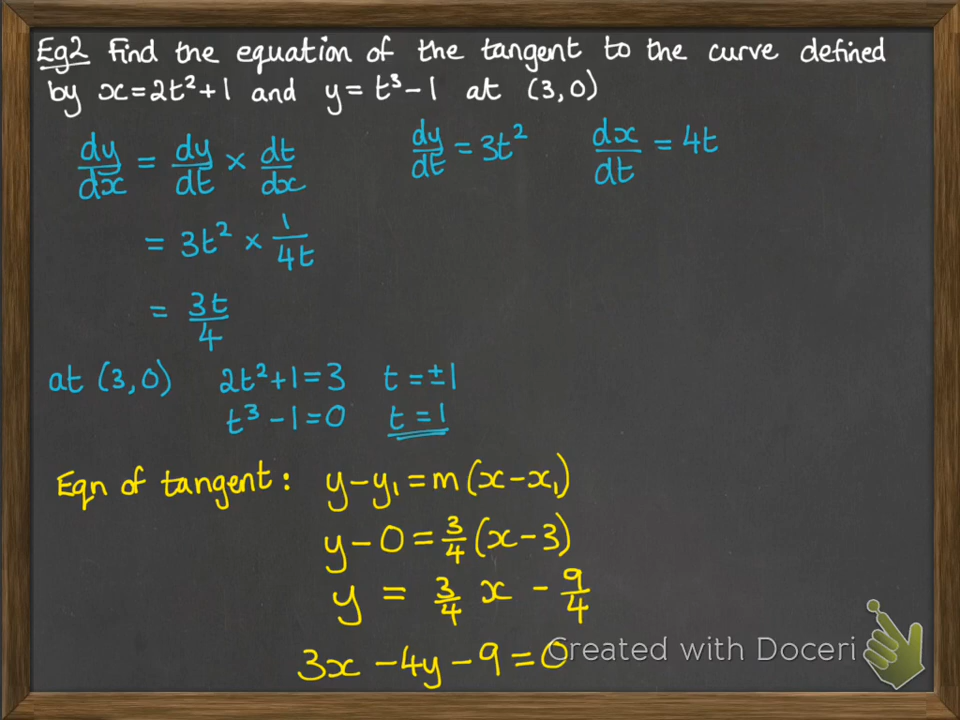 Eg2 Find the equation of the tangent to the curve defined
by x=2t²+1 and y= t³-1 at (3,0)
dy/dx = dy/dt × dt/dx
dy/dt = 3t²
dx/dt = 4t
= 3t² × 1/4t
= 3t/4
at (3,0) 2t²+1=3 t=±1
t³-1=0 t=1
Eqn of tangent: y-y₁=m(x-x₁)
y-0=3/4(x-3)
y = 3/4 x - 9/4
3x-4y-9=0
Created with Doceri